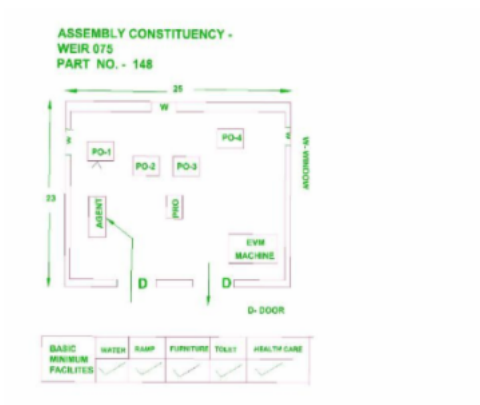 ASSEMBLY CONSTITUENCY -
WEIR 075
PART NO. - 148
25
W
PO-4
PO-1
PO-2
PO-3
W- WINDOW
23
AGENT
PRO
EVM
MACHINE
D
D
D- DOOR
BASIC
MINIMUM
FACILITES
WATER
RAMP
FURNITURE
TOILET
HEALTH CARE